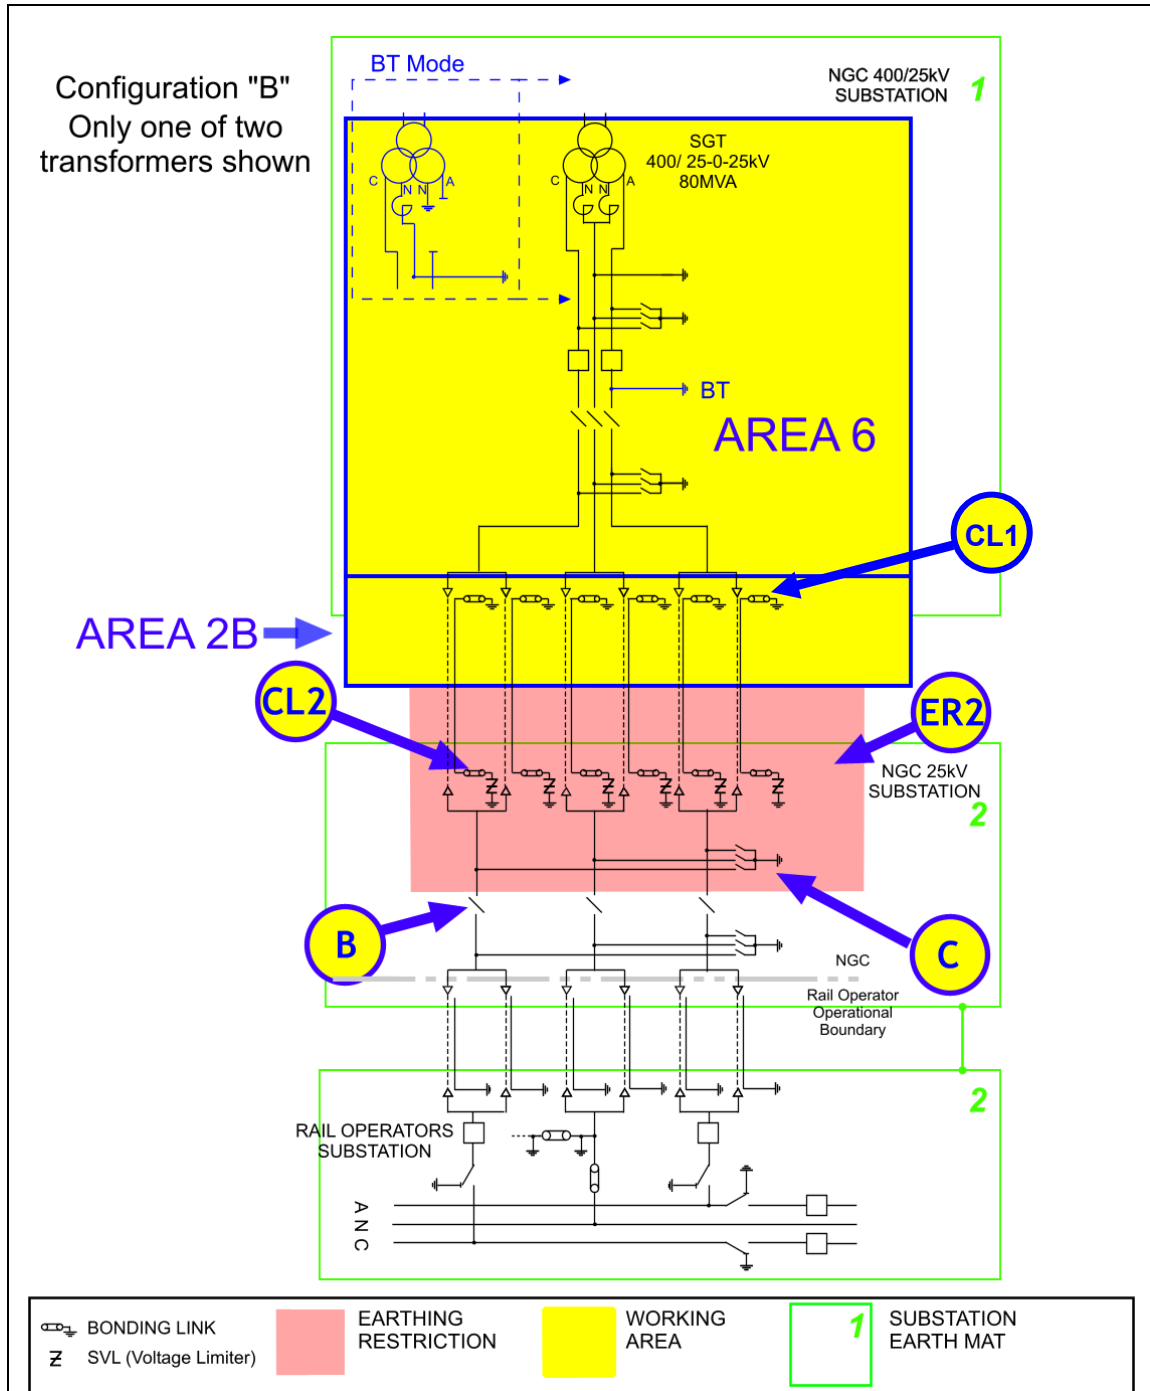 Configuration "B"
Only one of two
transformers shown
BT Mode
NGC 400/25kV
SUBSTATION
1
SGT
400/ 25-0-25kV
80MVA
C
N N
A
C
N N
A
BT
AREA 6
CL1
AREA 2B
CL2
ER2
NGC 25kV
SUBSTATION
2
B
C
NGC
Rail Operator
Operational
Boundary
2
RAIL OPERATORS
SUBSTATION
A
N
C
BONDING LINK
SVL (Voltage Limiter)
EARTHING
RESTRICTION
WORKING
AREA
1
SUBSTATION
EARTH MAT